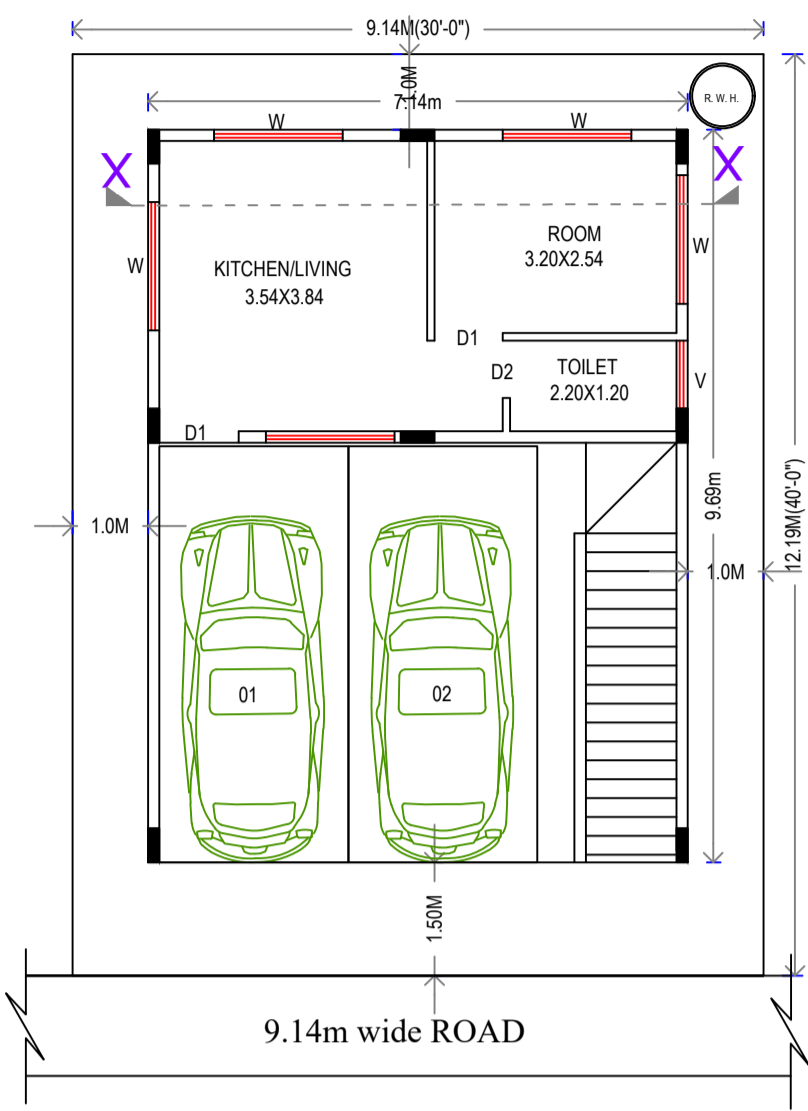 9.14M(30'-0")
1.0M
7.14m
R. W. H.
W
W
X
X
W
KITCHEN/LIVING
3.54X3.84
ROOM
3.20X2.54
W
D1
D2
TOILET
2.20X1.20
V
D1
9.69m
12.19M(40'-0")
1.0M
1.0M
01
02
1.50M
9.14m wide ROAD